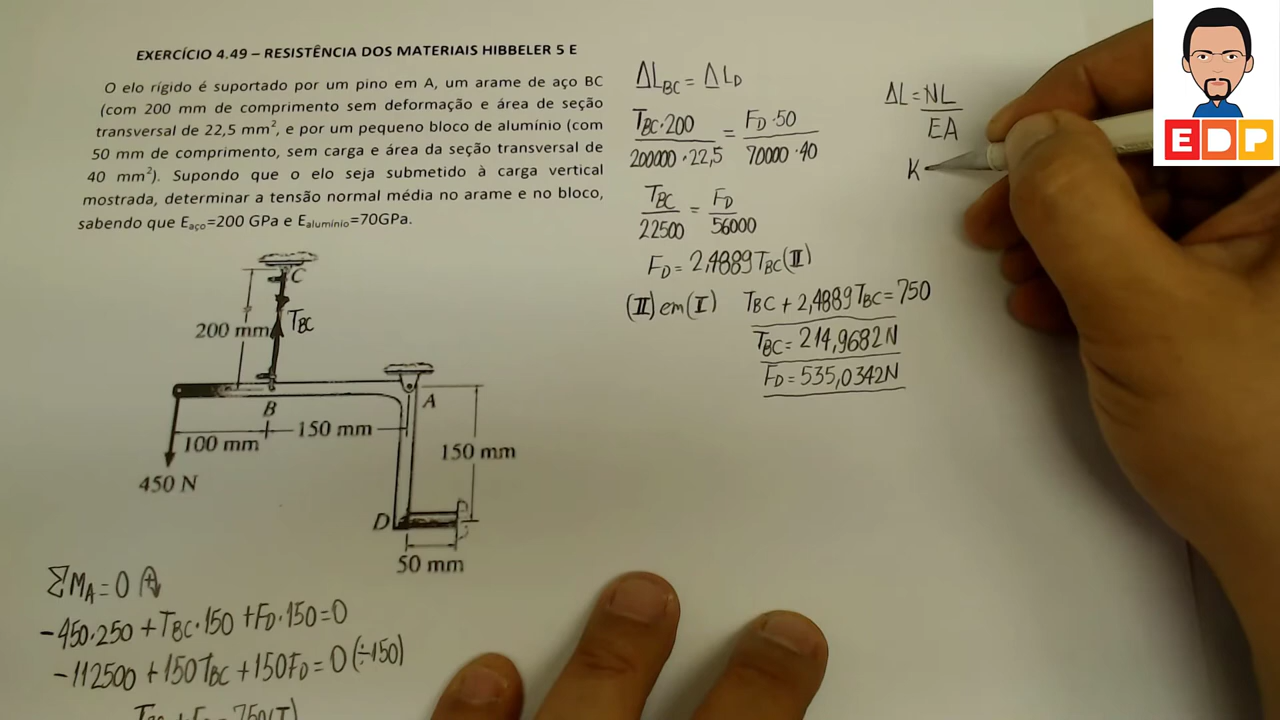 EXERCÍCIO 4.49 – RESISTÊNCIA DOS MATERIAIS HIBBELER 5 E
O elo rígido é suportado por um pino em A, um arame de aço BC
(com 200 mm de comprimento sem deformação e área de seção
transversal de 22,5 mm², e por um pequeno bloco de alumínio (com
50 mm de comprimento, sem carga e área da seção transversal de
40 mm²). Supondo que o elo seja submetido à carga vertical
mostrada, determinar a tensão normal média no arame e no bloco,
sabendo que Eaço=200 GPa e Ealumínio=70GPa.
C
200 mm
TBC
B
A
100 mm
150 mm
450 N
150 mm
D
50 mm
ΣMA=0
-450·250 + TBC·150 + FD·150=0
-112500 + 150TBC + 150FD = 0 (÷150)
ΔLBC = ΔLD
TBC·200 / 200000·22,5 = FD·50 / 70000·40
TBC / 22500 = FD / 56000
FD = 2,4889TBC (II)
(II) em (I) TBC + 2,4889TBC = 750
TBC = 214,9682N
FD = 535,0342N
ΔL = NL / EA
K
EDP